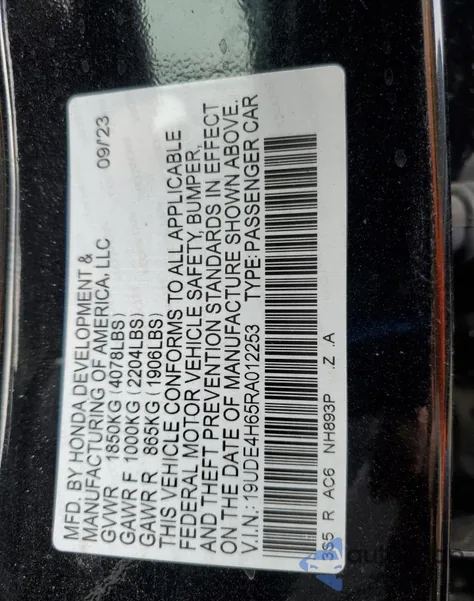 MFD. BY HONDA DEVELOPMENT &
MANUFACTURING OF AMERICA, LLC. 09/23
GVWR 1850KG (4078LBS)
GAWR F 1000KG (2204LBS)
GAWR R 865KG (1906LBS)
THIS VEHICLE CONFORMS TO ALL APPLICABLE
FEDERAL MOTOR VEHICLE SAFETY, BUMPER,
AND THEFT PREVENTION STANDARDS IN EFFECT
ON THE DATE OF MANUFACTURE SHOWN ABOVE.
V.I.N.: 19UDE4H65RA012253 TYPE: PASSENGER CAR
3S5 R AC6 NH893P .Z .A